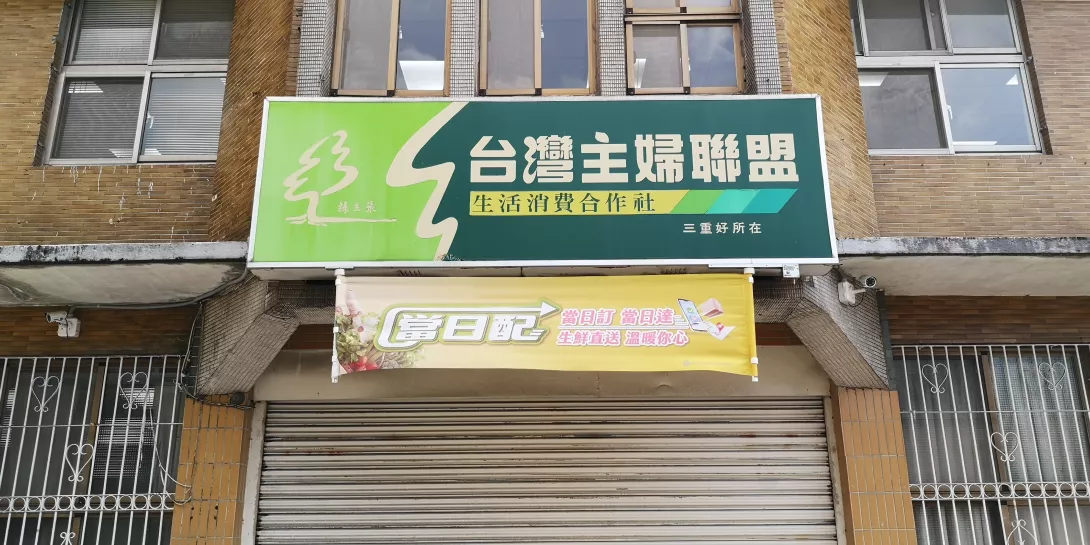 台灣主婦聯盟
生活消費合作社
三重好所在
綠主張
當日配
當日訂 當日達
生鮮直送 溫暖你心